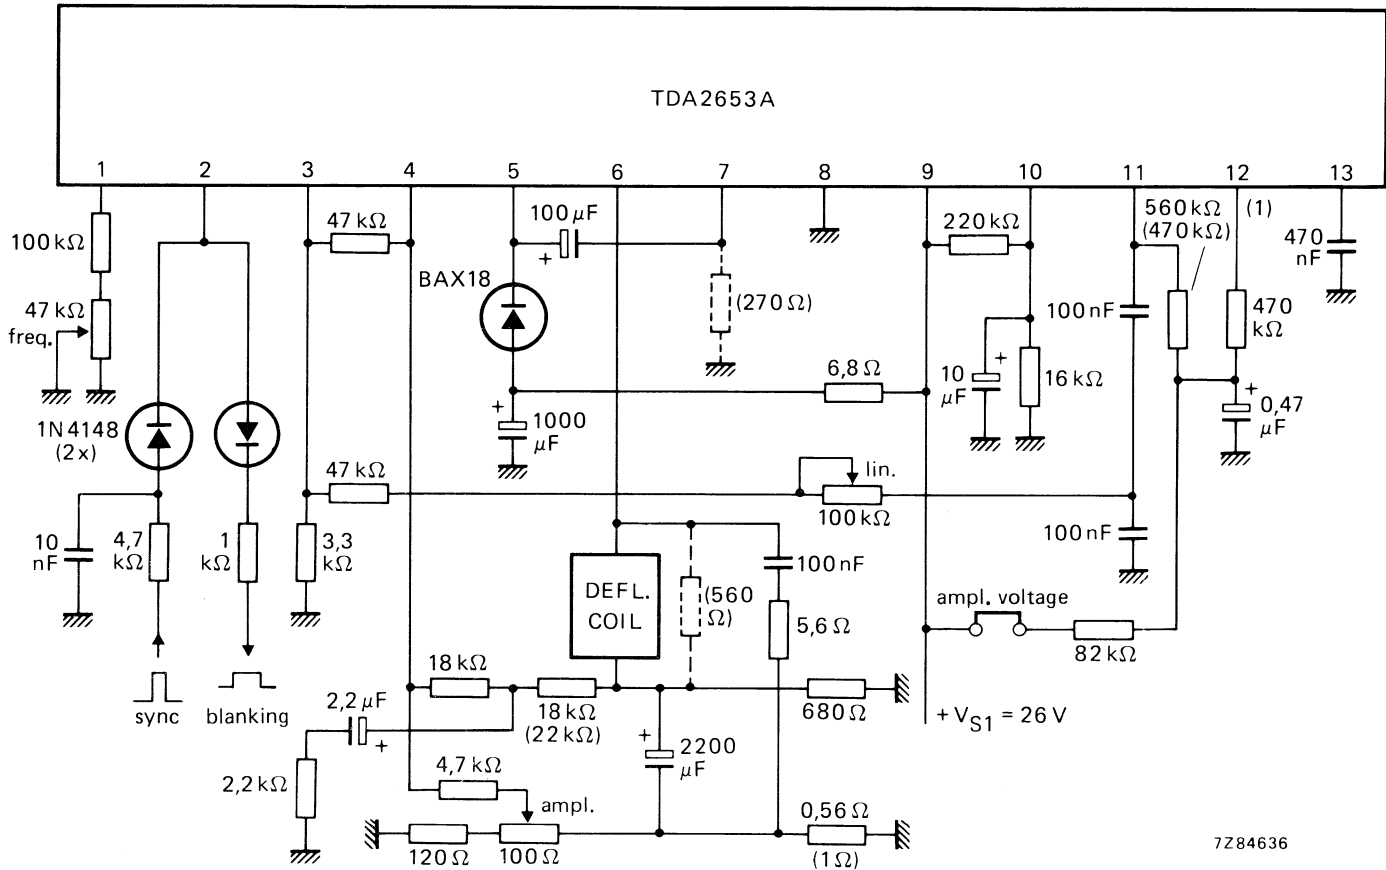 TDA2653A
1 2 3 4 5 6 7 8 9 10 11 12 13
100 kΩ
47 kΩ
freq.
1N4148
(2x)
10
nF
4,7
kΩ
sync
1
kΩ
blanking
47 kΩ
47 kΩ
3,3
kΩ
BAX18
100 µF
+
(270 Ω)
+
1000
µF
6,8 Ω
lin.
100 kΩ
DEFL.
COIL
(560
Ω)
100 nF
5,6 Ω
18 kΩ
18 kΩ
(22 kΩ)
680 Ω
2,2 µF
+
2,2 kΩ
4,7 kΩ
ampl.
120 Ω
100 Ω
+
2200
µF
0,56 Ω
(1 Ω)
220 kΩ
10
µF
+
16 kΩ
100 nF
100 nF
560 kΩ
(470 kΩ)
(1)
470
kΩ
+
0,47
µF
470
nF
ampl. voltage
82 kΩ
+ VS1 = 26 V
7Z84636